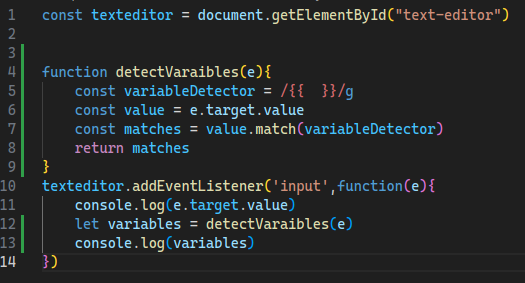 1 const texteditor = document.getElementById("text-editor")
2
3
4 function detectVaraibles(e){
5 const variableDetector = /{{  }}/g
6 const value = e.target.value
7 const matches = value.match(variableDetector)
8 return matches
9 }
10 texteditor.addEventListener('input',function(e){
11 console.log(e.target.value)
12 let variables = detectVaraibles(e)
13 console.log(variables)
14 })